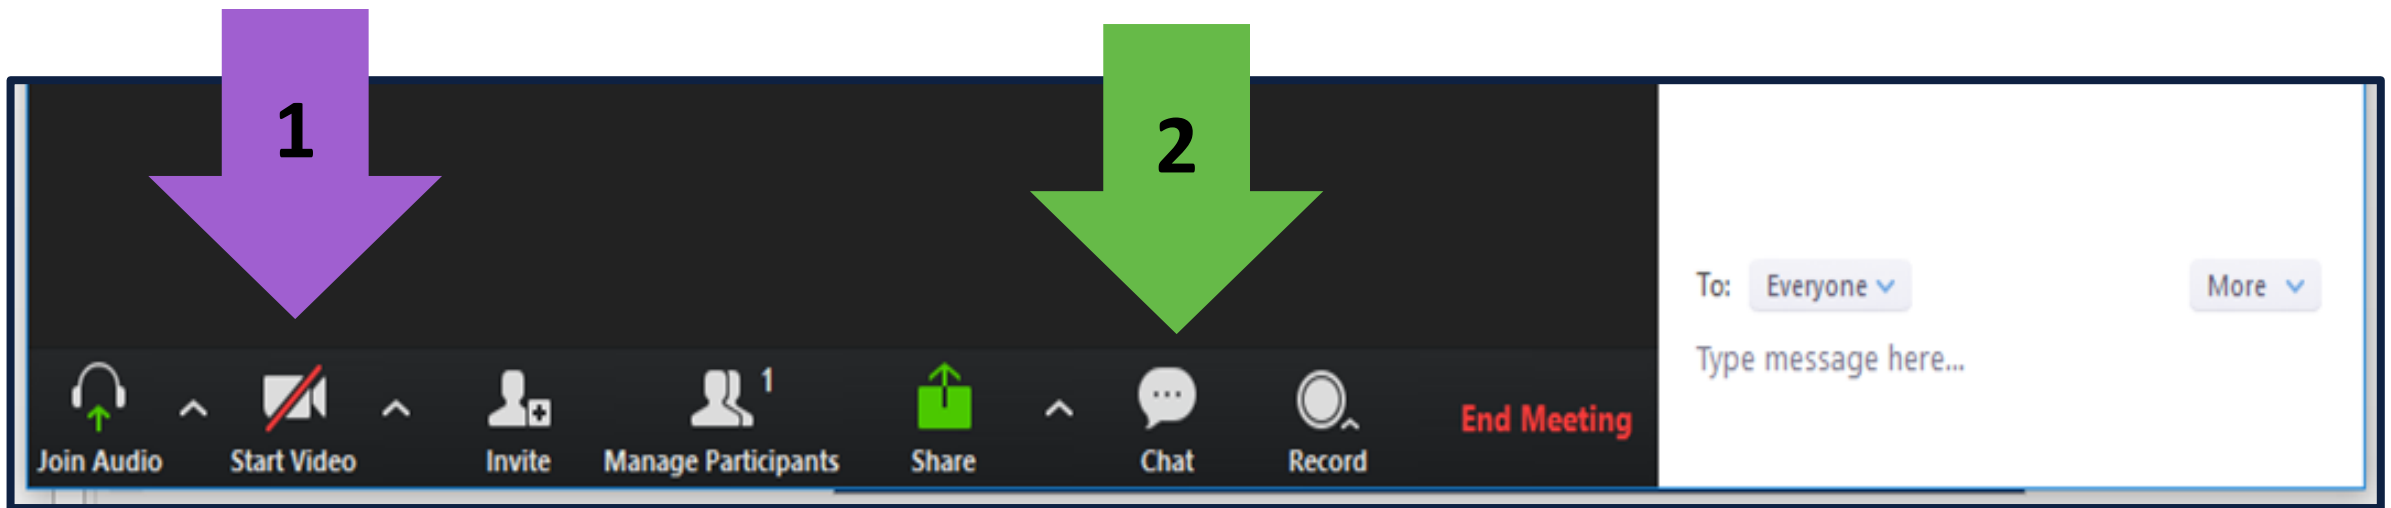 1
2
To: Everyone More
Type message here...
1
Join Audio Start Video Invite Manage Participants Share Chat Record End Meeting